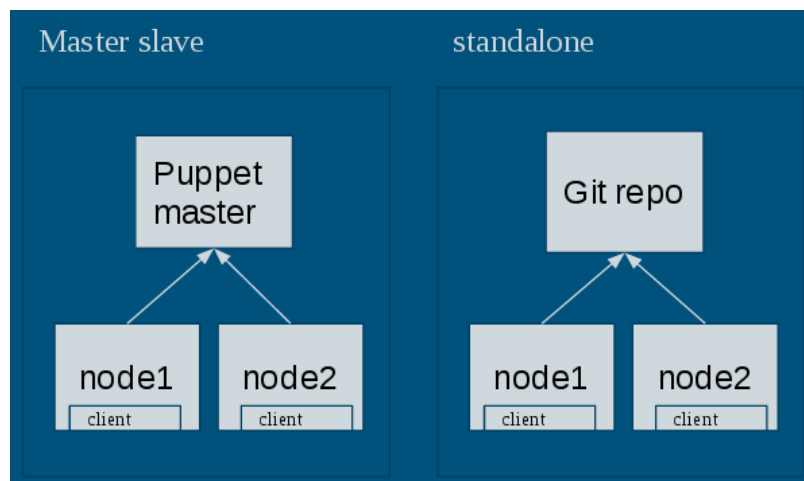 Master slave
standalone
Puppet
master
Git repo
node1
node2
node1
node2
client
client
client
client